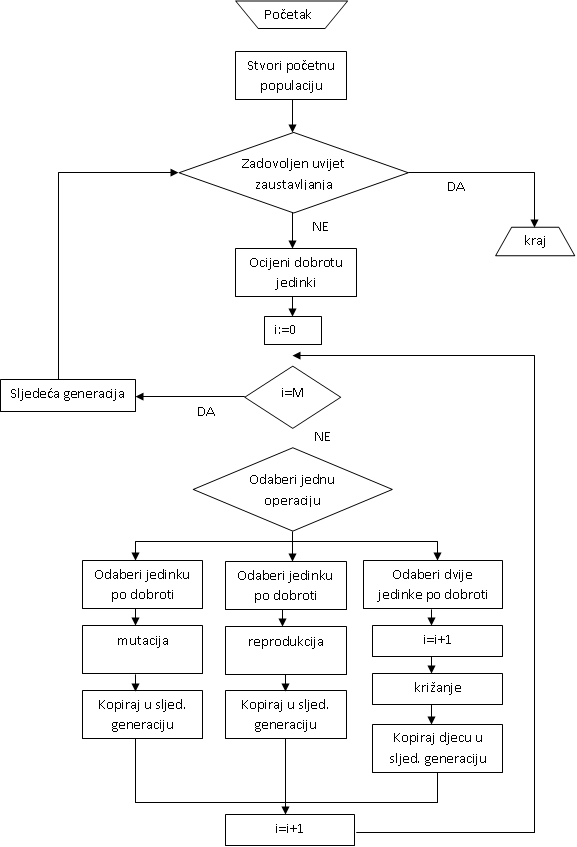 Početak
Stvori početnu
populaciju
Zadovoljen uvijet
zaustavljanja
DA
NE
kraj
Ocijeni dobrotu
jedinki
i:=0
Sljedeća generacija
DA
i=M
NE
Odaberi jednu
operaciju
Odaberi jedinku
po dobroti
mutacija
Kopiraj u sljed.
generaciju
Odaberi jedinku
po dobroti
reprodukcija
Kopiraj u sljed.
generaciju
Odaberi dvije
jedinke po dobroti
i=i+1
križanje
Kopiraj djecu u
sljed. generaciju
i=i+1